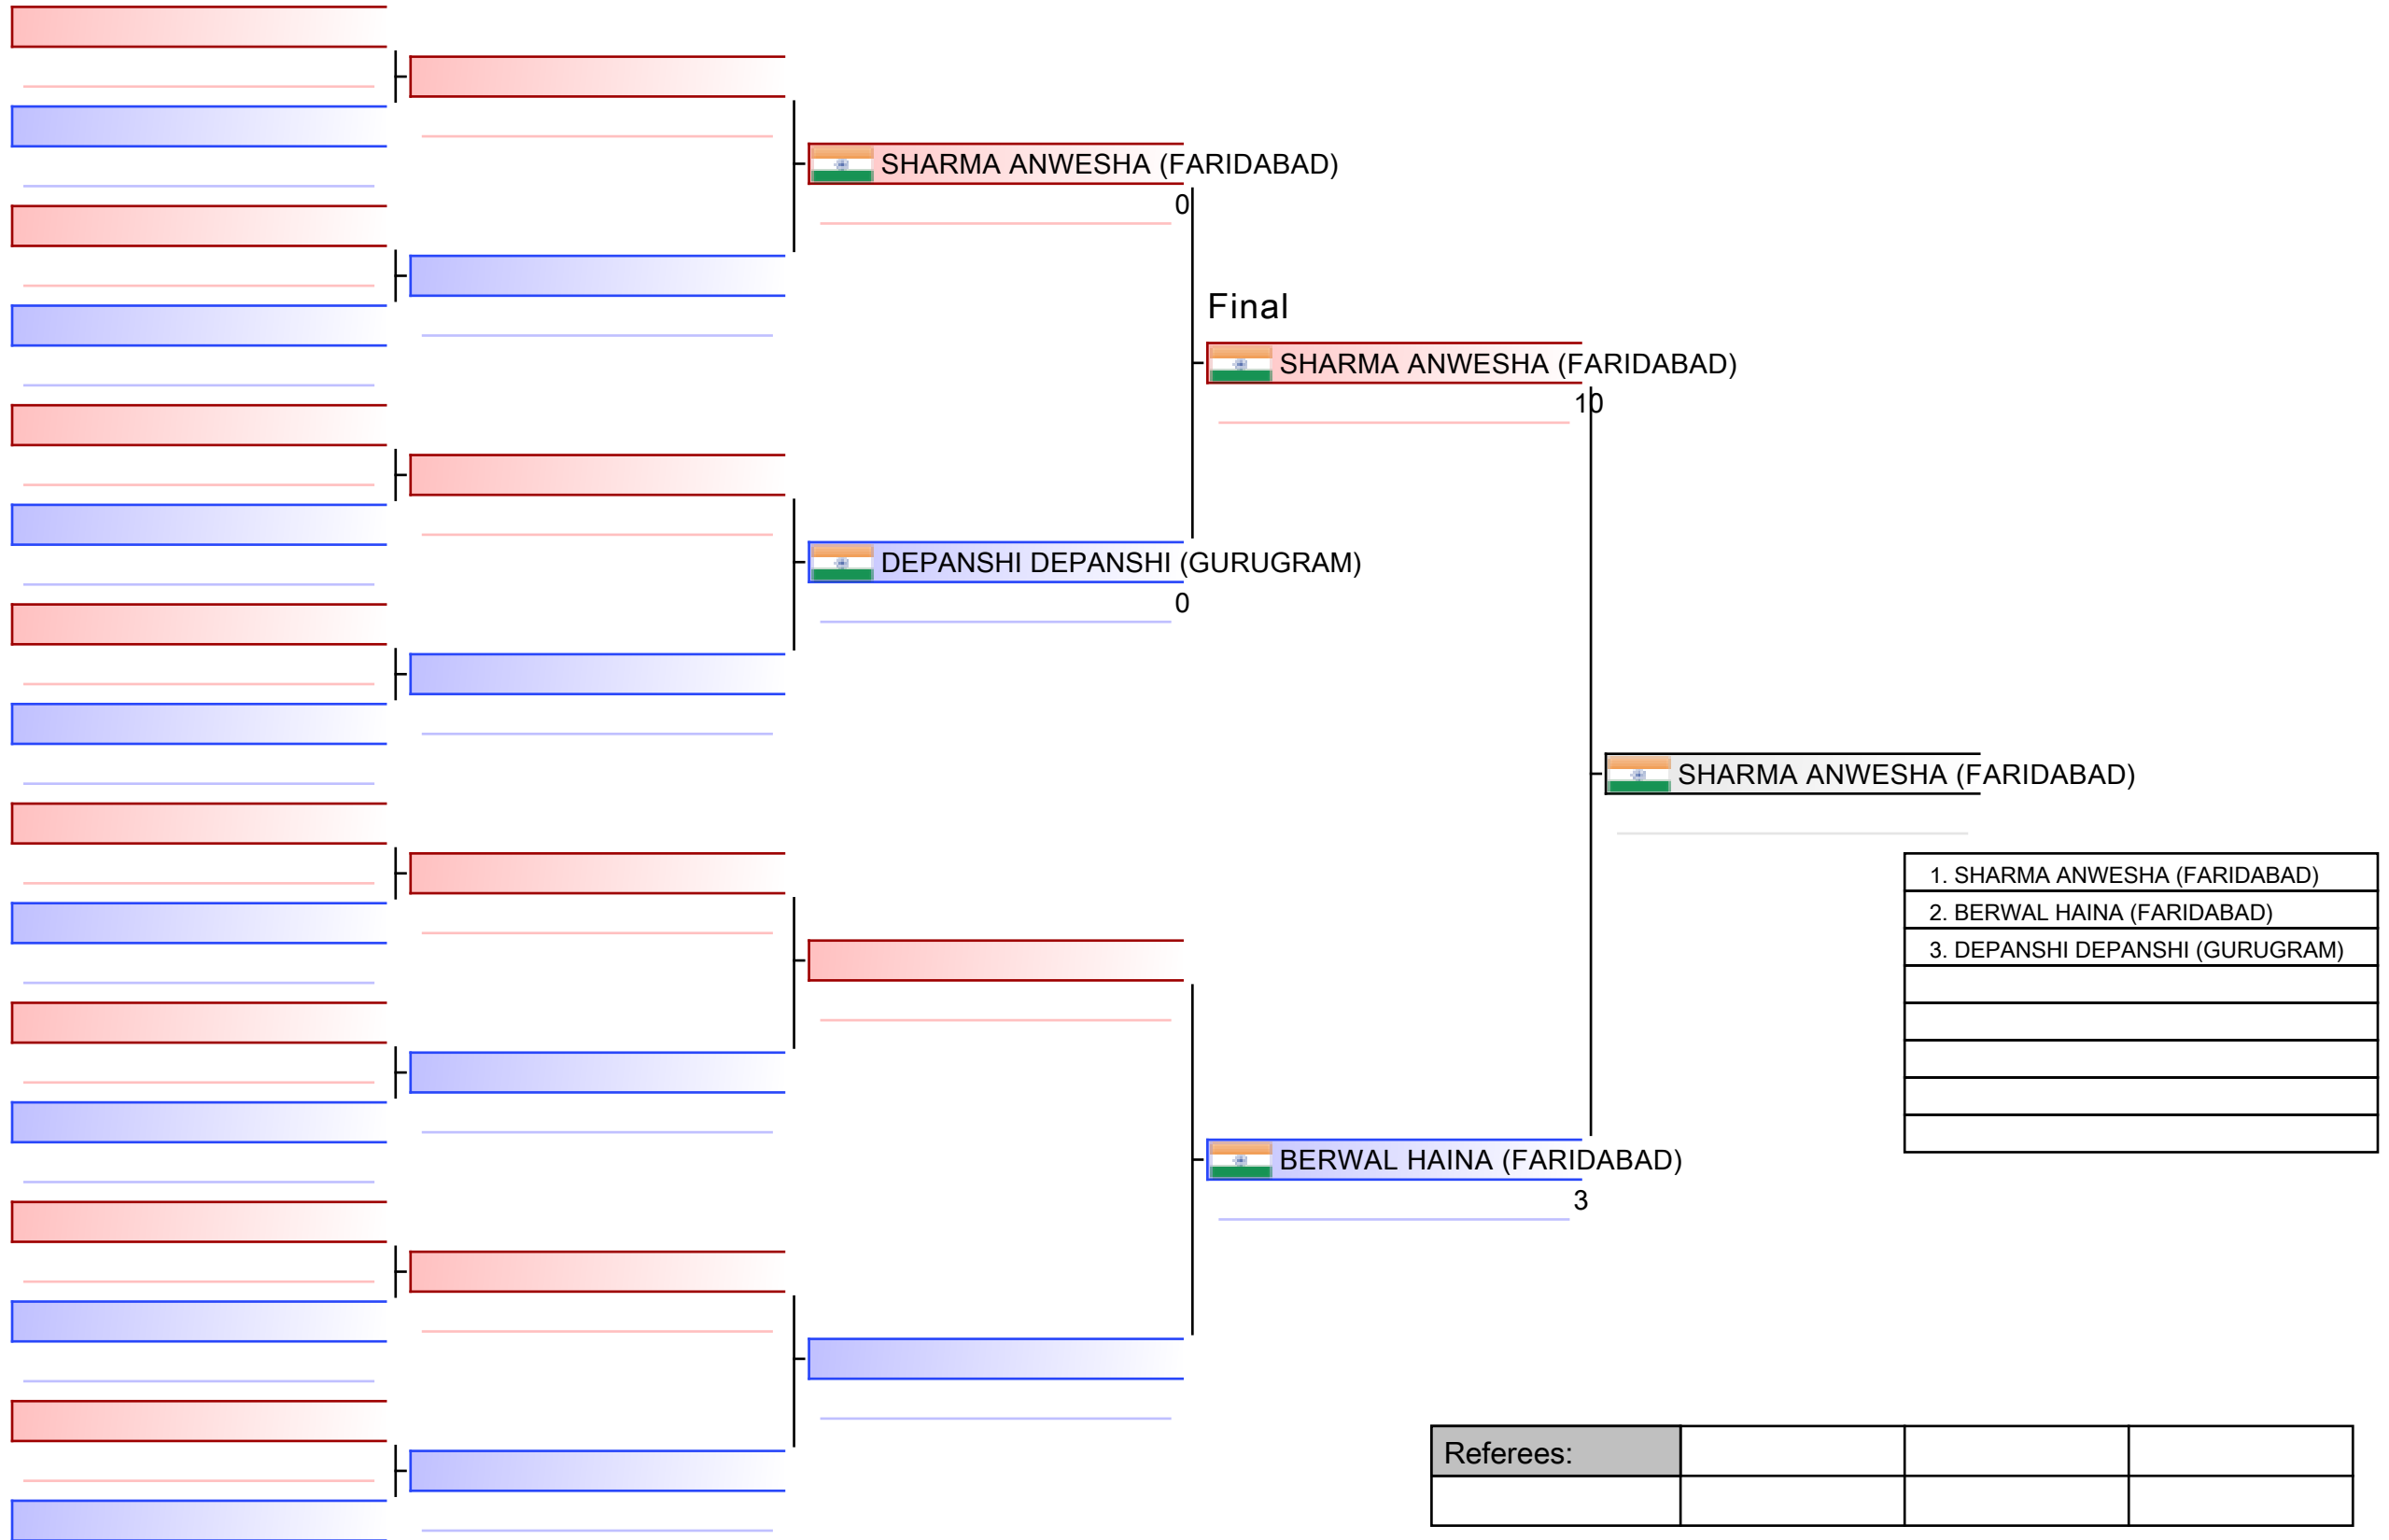 SHARMA ANWESHA (FARIDABAD)
0
Final
SHARMA ANWESHA (FARIDABAD)
10
DEPANSHI DEPANSHI (GURUGRAM)
0
SHARMA ANWESHA (FARIDABAD)
1. SHARMA ANWESHA (FARIDABAD)
2. BERWAL HAINA (FARIDABAD)
3. DEPANSHI DEPANSHI (GURUGRAM)
BERWAL HAINA (FARIDABAD)
3
Referees: